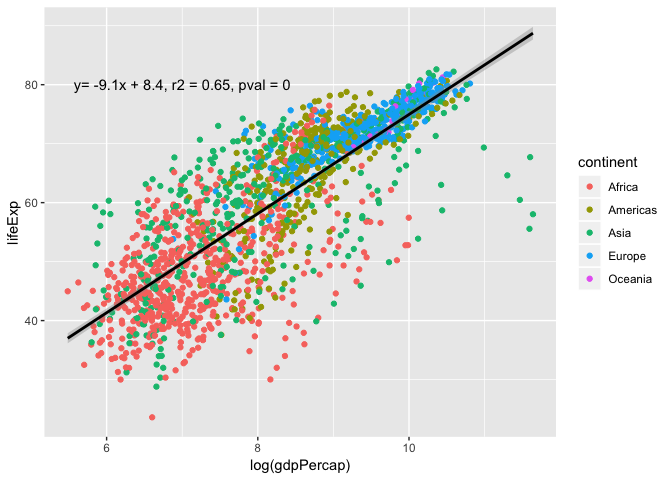 y= -9.1x + 8.4, r2 = 0.65, pval = 0
80
60
40
lifeExp
6 8 10
log(gdpPercap)
continent
Africa
Americas
Asia
Europe
Oceania